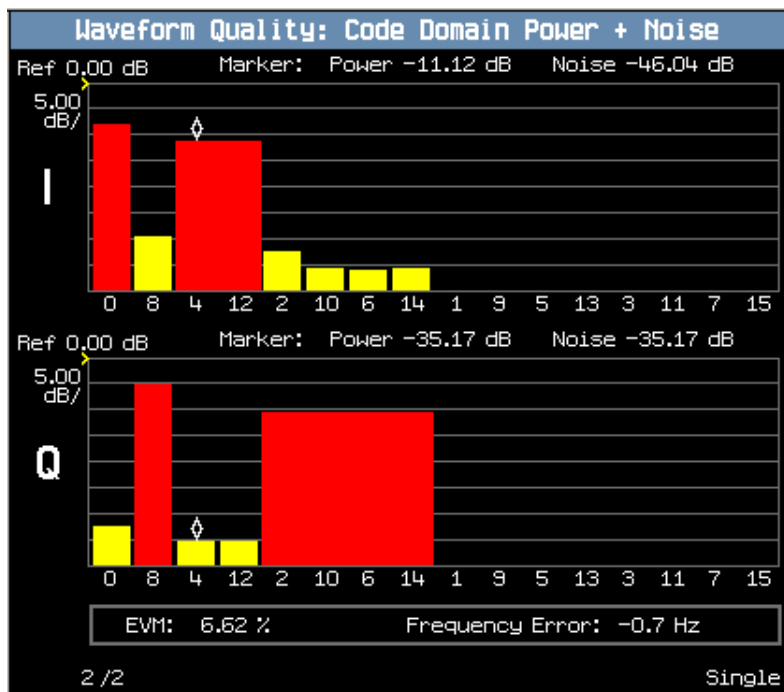 Waveform Quality: Code Domain Power + Noise
Ref 0.00 dB Marker: Power -11.12 dB Noise -46.04 dB
5.00
dB/
I
0 8 4 12 2 10 6 14 1 9 5 13 3 11 7 15
Ref 0.00 dB Marker: Power -35.17 dB Noise -35.17 dB
5.00
dB/
Q
0 8 4 12 2 10 6 14 1 9 5 13 3 11 7 15
EVM: 6.62 % Frequency Error: -0.7 Hz
2 /2 Single